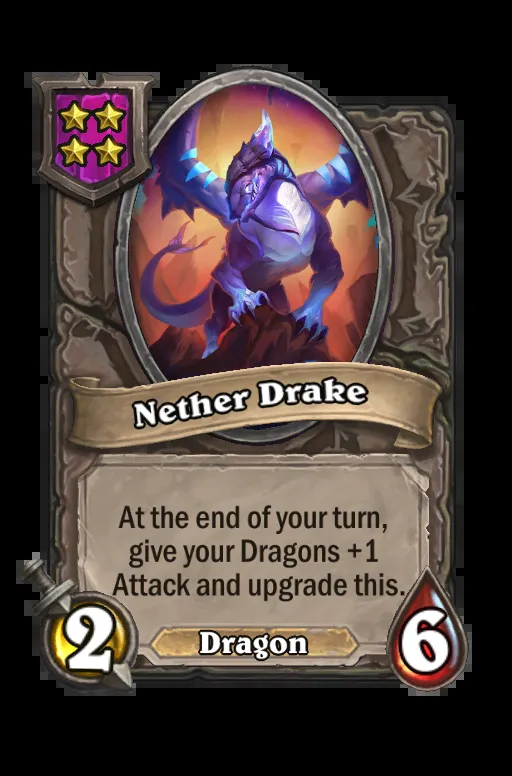 Nether Drake
At the end of your turn,
give your Dragons +1
Attack and upgrade this.
2
Dragon
6